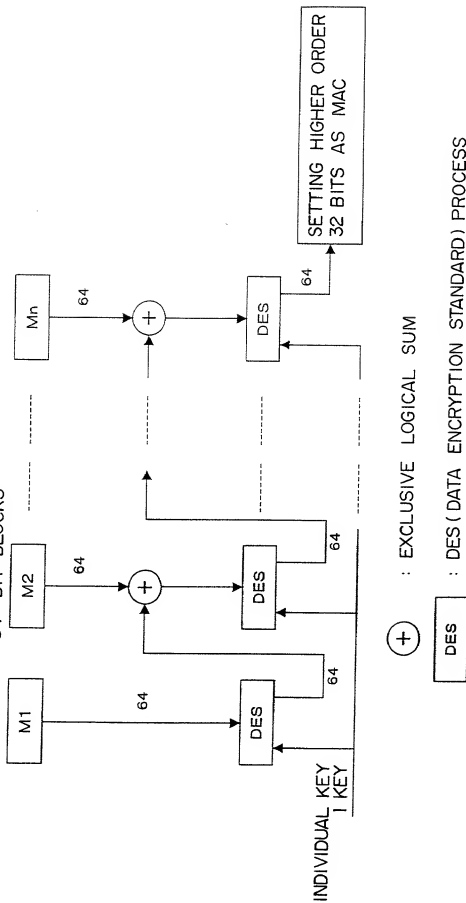 M1
M2
Mn
64
64
64
DES
DES
DES
64
64
64
SETTING HIGHER ORDER
32 BITS AS MAC
INDIVIDUAL KEY
1 KEY
: EXCLUSIVE LOGICAL SUM
DES
: DES (DATA ENCRYPTION STANDARD) PROCESS